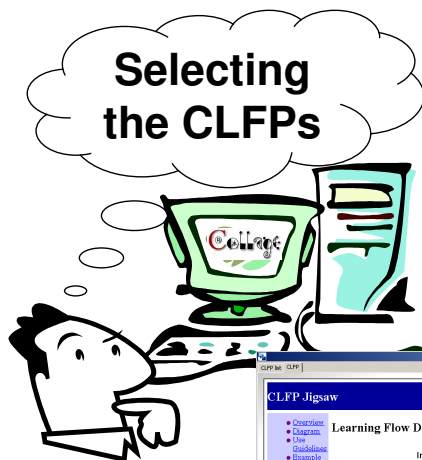 Selecting
the CLFPs
Collage
CLFP list CLFP
CLFP Jigsaw
Overview
Diagram
Use
Guidelines
Example
Learning Flow D